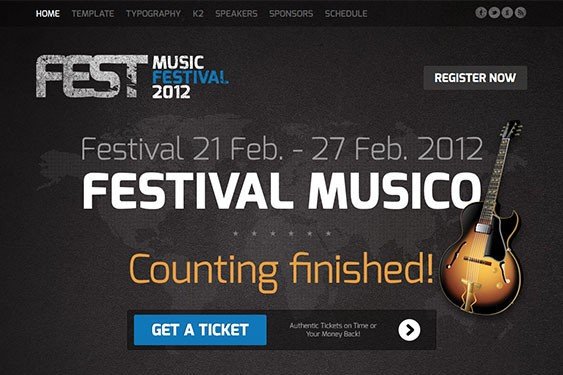 HOME TEMPLATE TYPOGRAPHY K2 SPEAKERS SPONSORS SCHEDULE
FEST MUSIC
FESTIVAL
2012
REGISTER NOW
Festival 21 Feb. - 27 Feb. 2012
FESTIVAL MUSICO
Counting finished!
GET A TICKET
Authentic Tickets on Time or
Your Money Back!